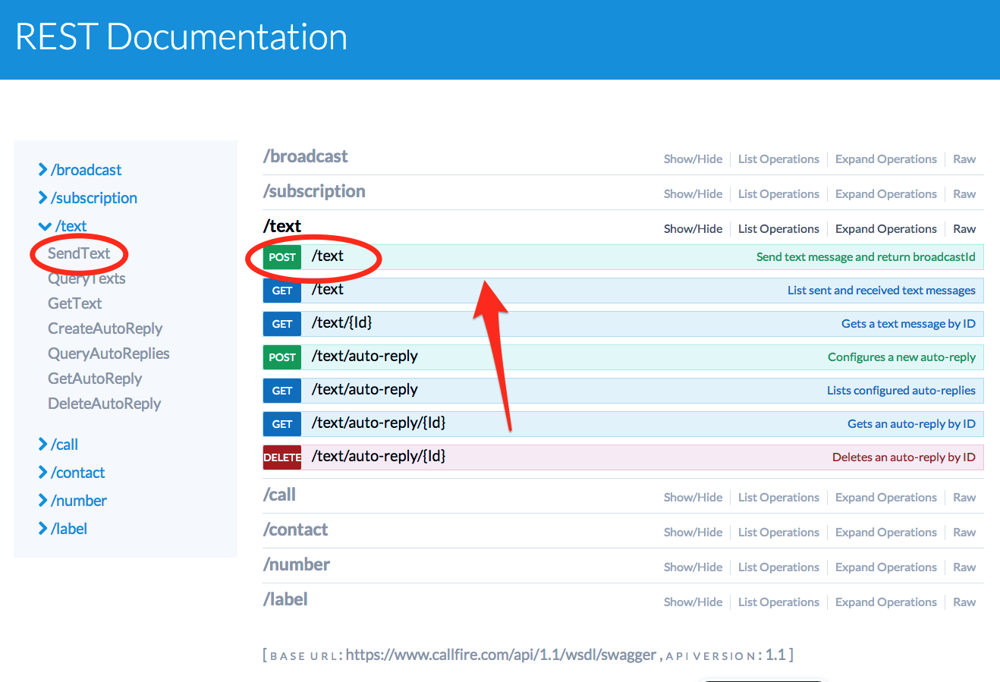 REST Documentation
/broadcast
/subscription
/text
SendText
QueryTexts
GetText
CreateAutoReply
QueryAutoReplies
GetAutoReply
DeleteAutoReply
/call
/contact
/number
/label
/broadcast Show/Hide List Operations Expand Operations Raw
/subscription Show/Hide List Operations Expand Operations Raw
/text Show/Hide List Operations Expand Operations Raw
POST /text Send text message and return broadcastId
GET /text List sent and received text messages
GET /text/{Id} Gets a text message by ID
POST /text/auto-reply Configures a new auto-reply
GET /text/auto-reply Lists configured auto-replies
GET /text/auto-reply/{Id} Gets an auto-reply by ID
DELETE /text/auto-reply/{Id} Deletes an auto-reply by ID
/call Show/Hide List Operations Expand Operations Raw
/contact Show/Hide List Operations Expand Operations Raw
/number Show/Hide List Operations Expand Operations Raw
/label Show/Hide List Operations Expand Operations Raw
[ BASE URL: https://www.callfire.com/api/1.1/wsdl/swagger , API VERSION: 1.1 ]